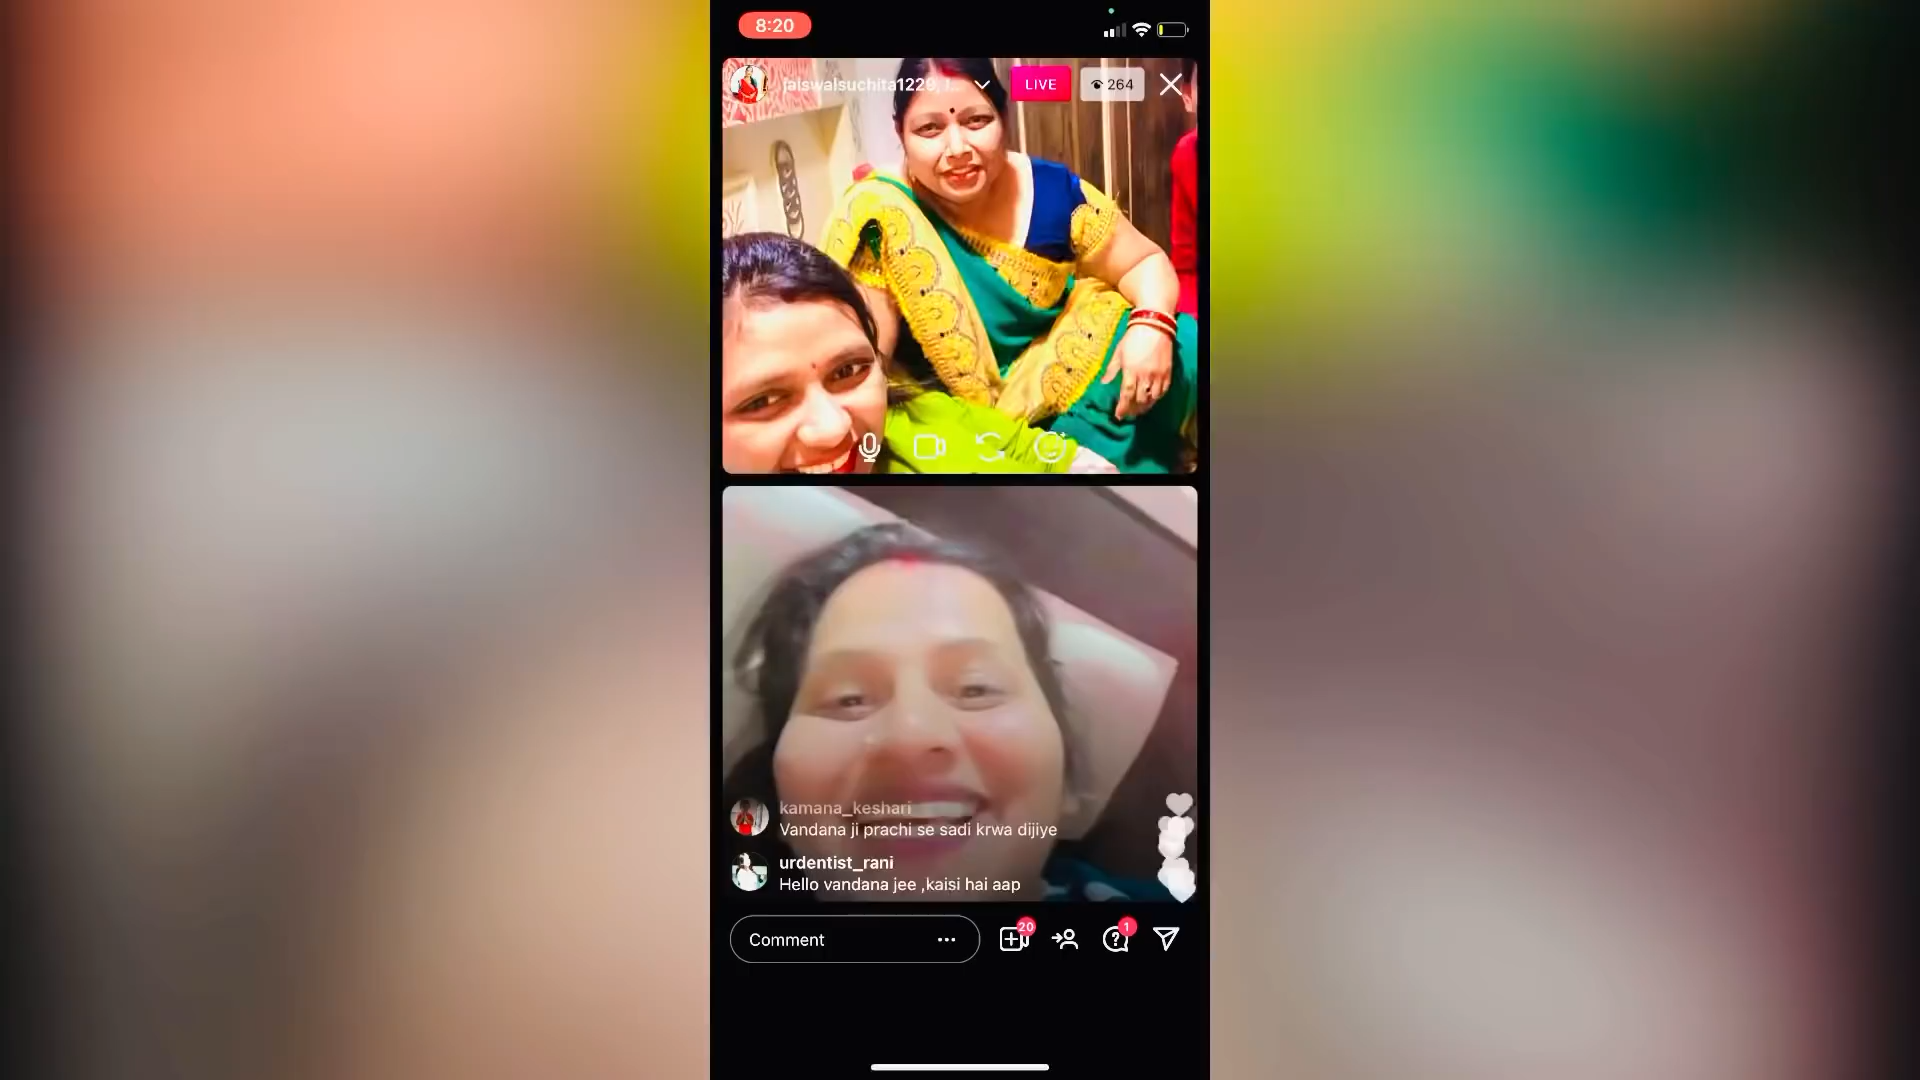 8:20
jaiswalsuchita1229, LIVE 264
kamana_keshari
Vandana ji prachi se sadi krwa dijiye
urdentist_rani
Hello vandana jee ,kaisi hai aap
Comment 20 1